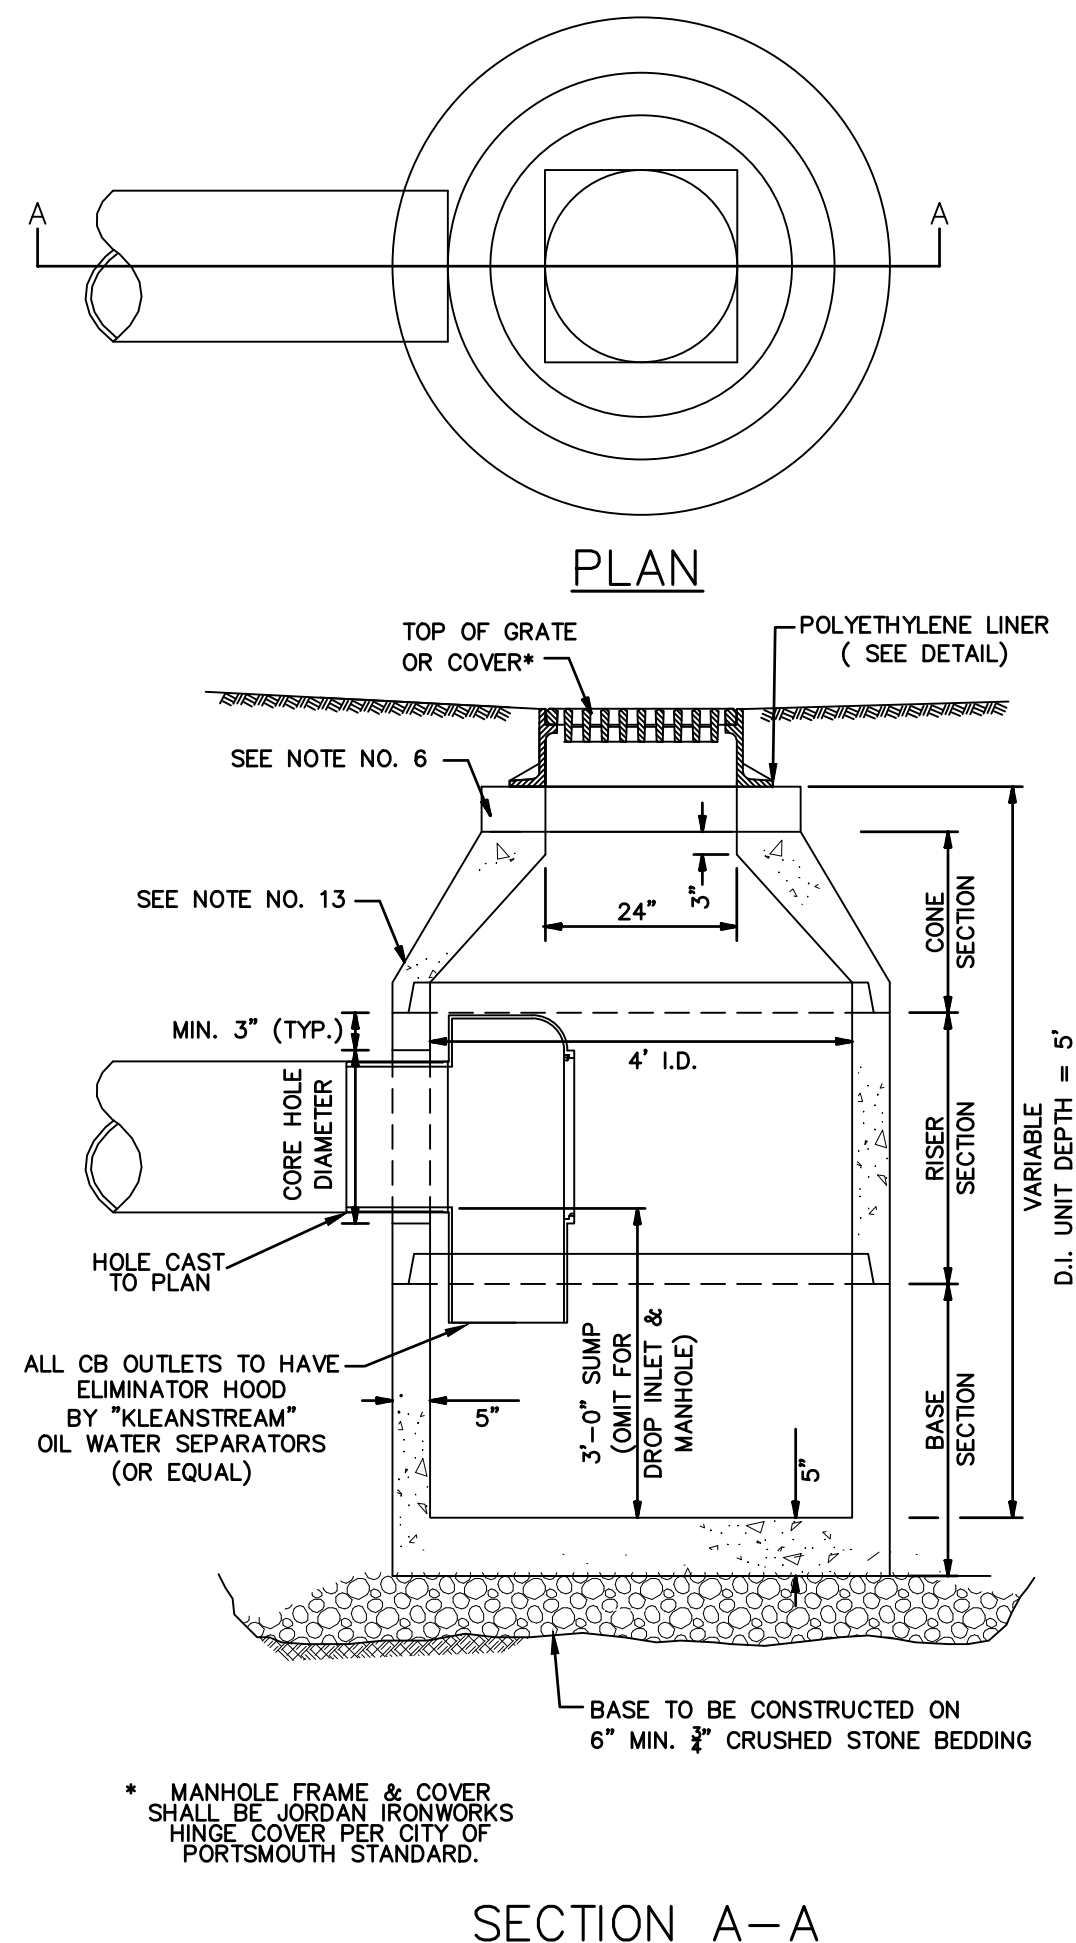 A
A
PLAN
TOP OF GRATE
OR COVER*
POLYETHYLENE LINER
( SEE DETAIL)
SEE NOTE NO. 6
SEE NOTE NO. 13
3"
24"
CONE
SECTION
MIN. 3" (TYP.)
4' I.D.
CORE HOLE
DIAMETER
RISER
SECTION
VARIABLE
D.I. UNIT DEPTH = 5'
HOLE CAST
TO PLAN
ALL CB OUTLETS TO HAVE
ELIMINATOR HOOD
BY "KLEANSTREAM"
OIL WATER SEPARATORS
(OR EQUAL)
5"
3'-0" SUMP
(OMIT FOR
DROP INLET &
MANHOLE)
5"
BASE
SECTION
BASE TO BE CONSTRUCTED ON
6" MIN. 3/4" CRUSHED STONE BEDDING
* MANHOLE FRAME & COVER
SHALL BE JORDAN IRONWORKS
HINGE COVER PER CITY OF
PORTSMOUTH STANDARD.
SECTION A-A